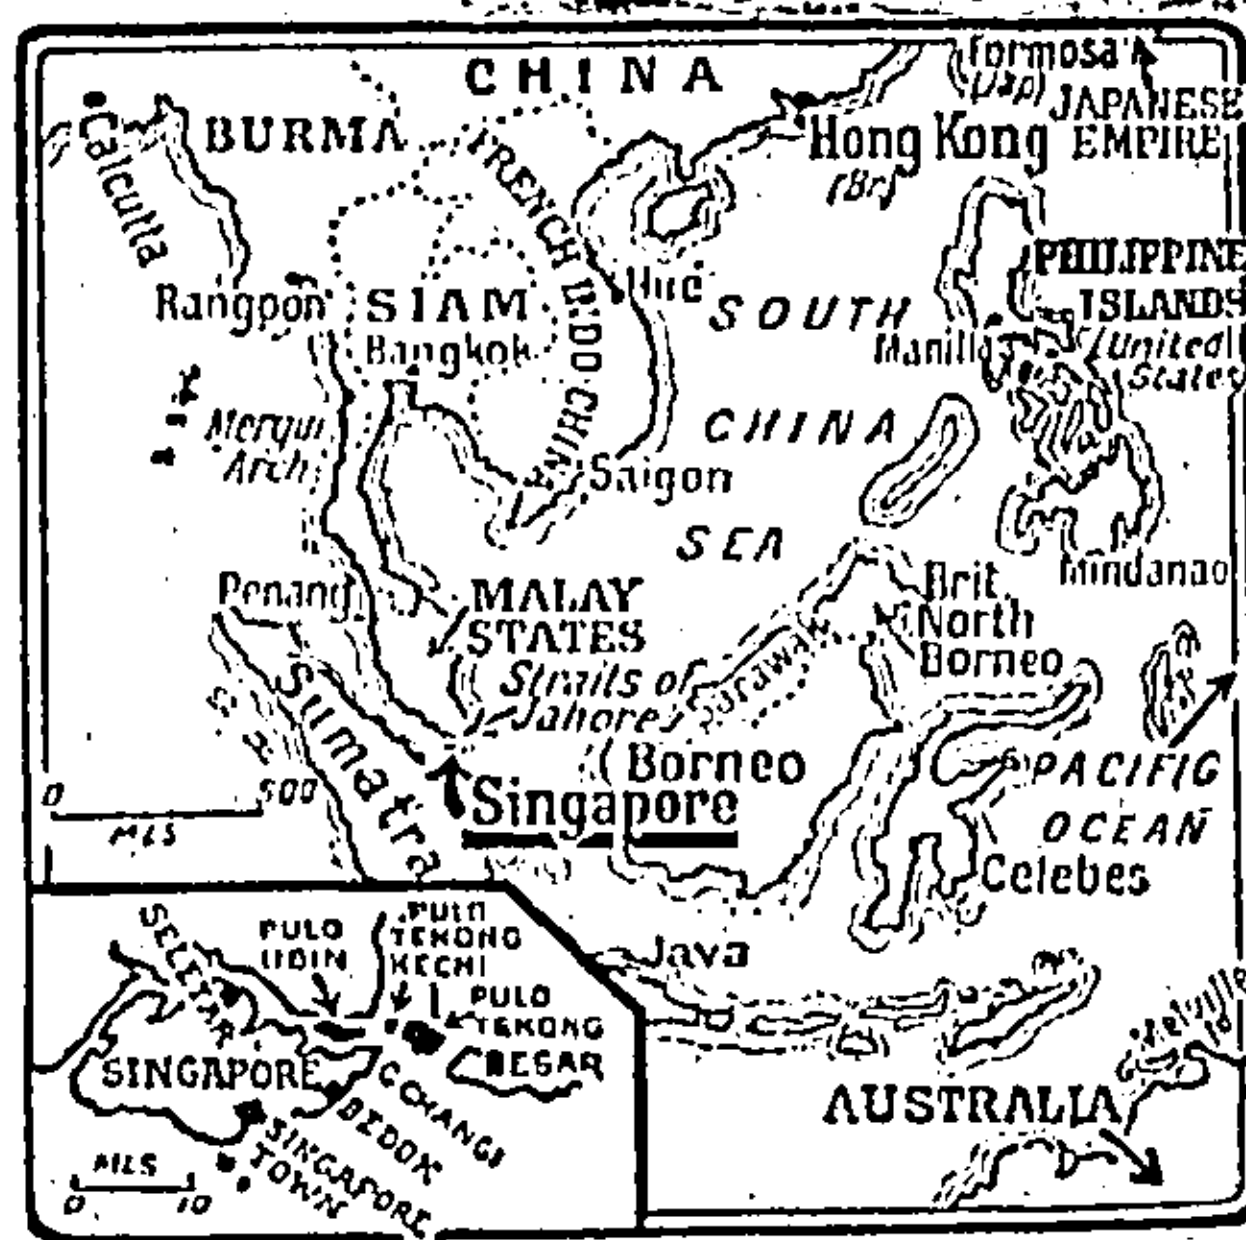 CHINA
Formosa
(Jap)
JAPANESE
EMPIRE
Calcutta
BURMA
Hong Kong
(Br)
FRENCH INDO CHINA
Rangoon
SIAM
Bangkok
Hué
SOUTH
PHILIPPINE
ISLANDS
(United
States
Manilla
Mergui
Arch
CHINA
Saigon
SEA
Mindanao
Penang
MALAY
STATES
Brit.
North
Borneo
Straits of
Jahore
Sarawak
Sumatra
Borneo
PACIFIC
OCEAN
0 500
MLS
Singapore
Celebes
Java
AUSTRALIA
SELETAR
PULO
UBIN
PULO
TEKONG
KECHI
PULO
TEKONG
BESAR
SINGAPORE
CHANGI
BEDOK
SINGAPORE
TOWN
MLS
0 10